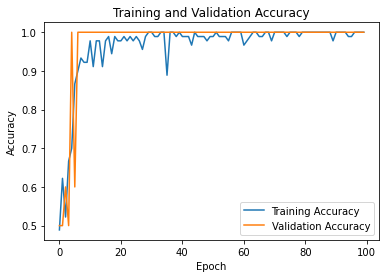 Training and Validation Accuracy
1.0
0.9
0.8
0.7
0.6
0.5
Accuracy
Training Accuracy
Validation Accuracy
0 20 40 60 80 100
Epoch